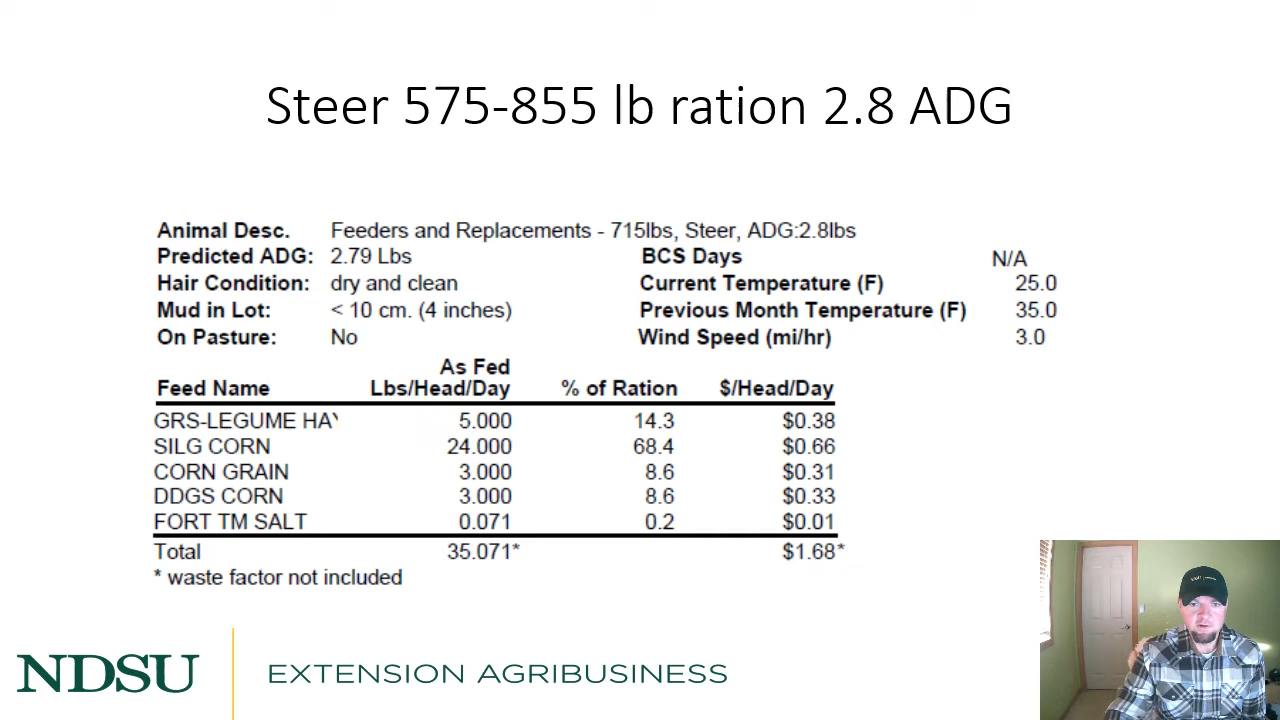 Steer 575-855 lb ration 2.8 ADG
Animal Desc. Feeders and Replacements - 715lbs, Steer, ADG:2.8lbs
Predicted ADG: 2.79 Lbs BCS Days N/A
Hair Condition: dry and clean Current Temperature (F) 25.0
Mud in Lot: < 10 cm. (4 inches) Previous Month Temperature (F) 35.0
On Pasture: No Wind Speed (mi/hr) 3.0
As Fed
Feed Name Lbs/Head/Day % of Ration $/Head/Day
GRS-LEGUME HAY 5.000 14.3 $0.38
SILG CORN 24.000 68.4 $0.66
CORN GRAIN 3.000 8.6 $0.31
DDGS CORN 3.000 8.6 $0.33
FORT TM SALT 0.071 0.2 $0.01
Total 35.071* $1.68*
* waste factor not included
NDSU EXTENSION AGRIBUSINESS